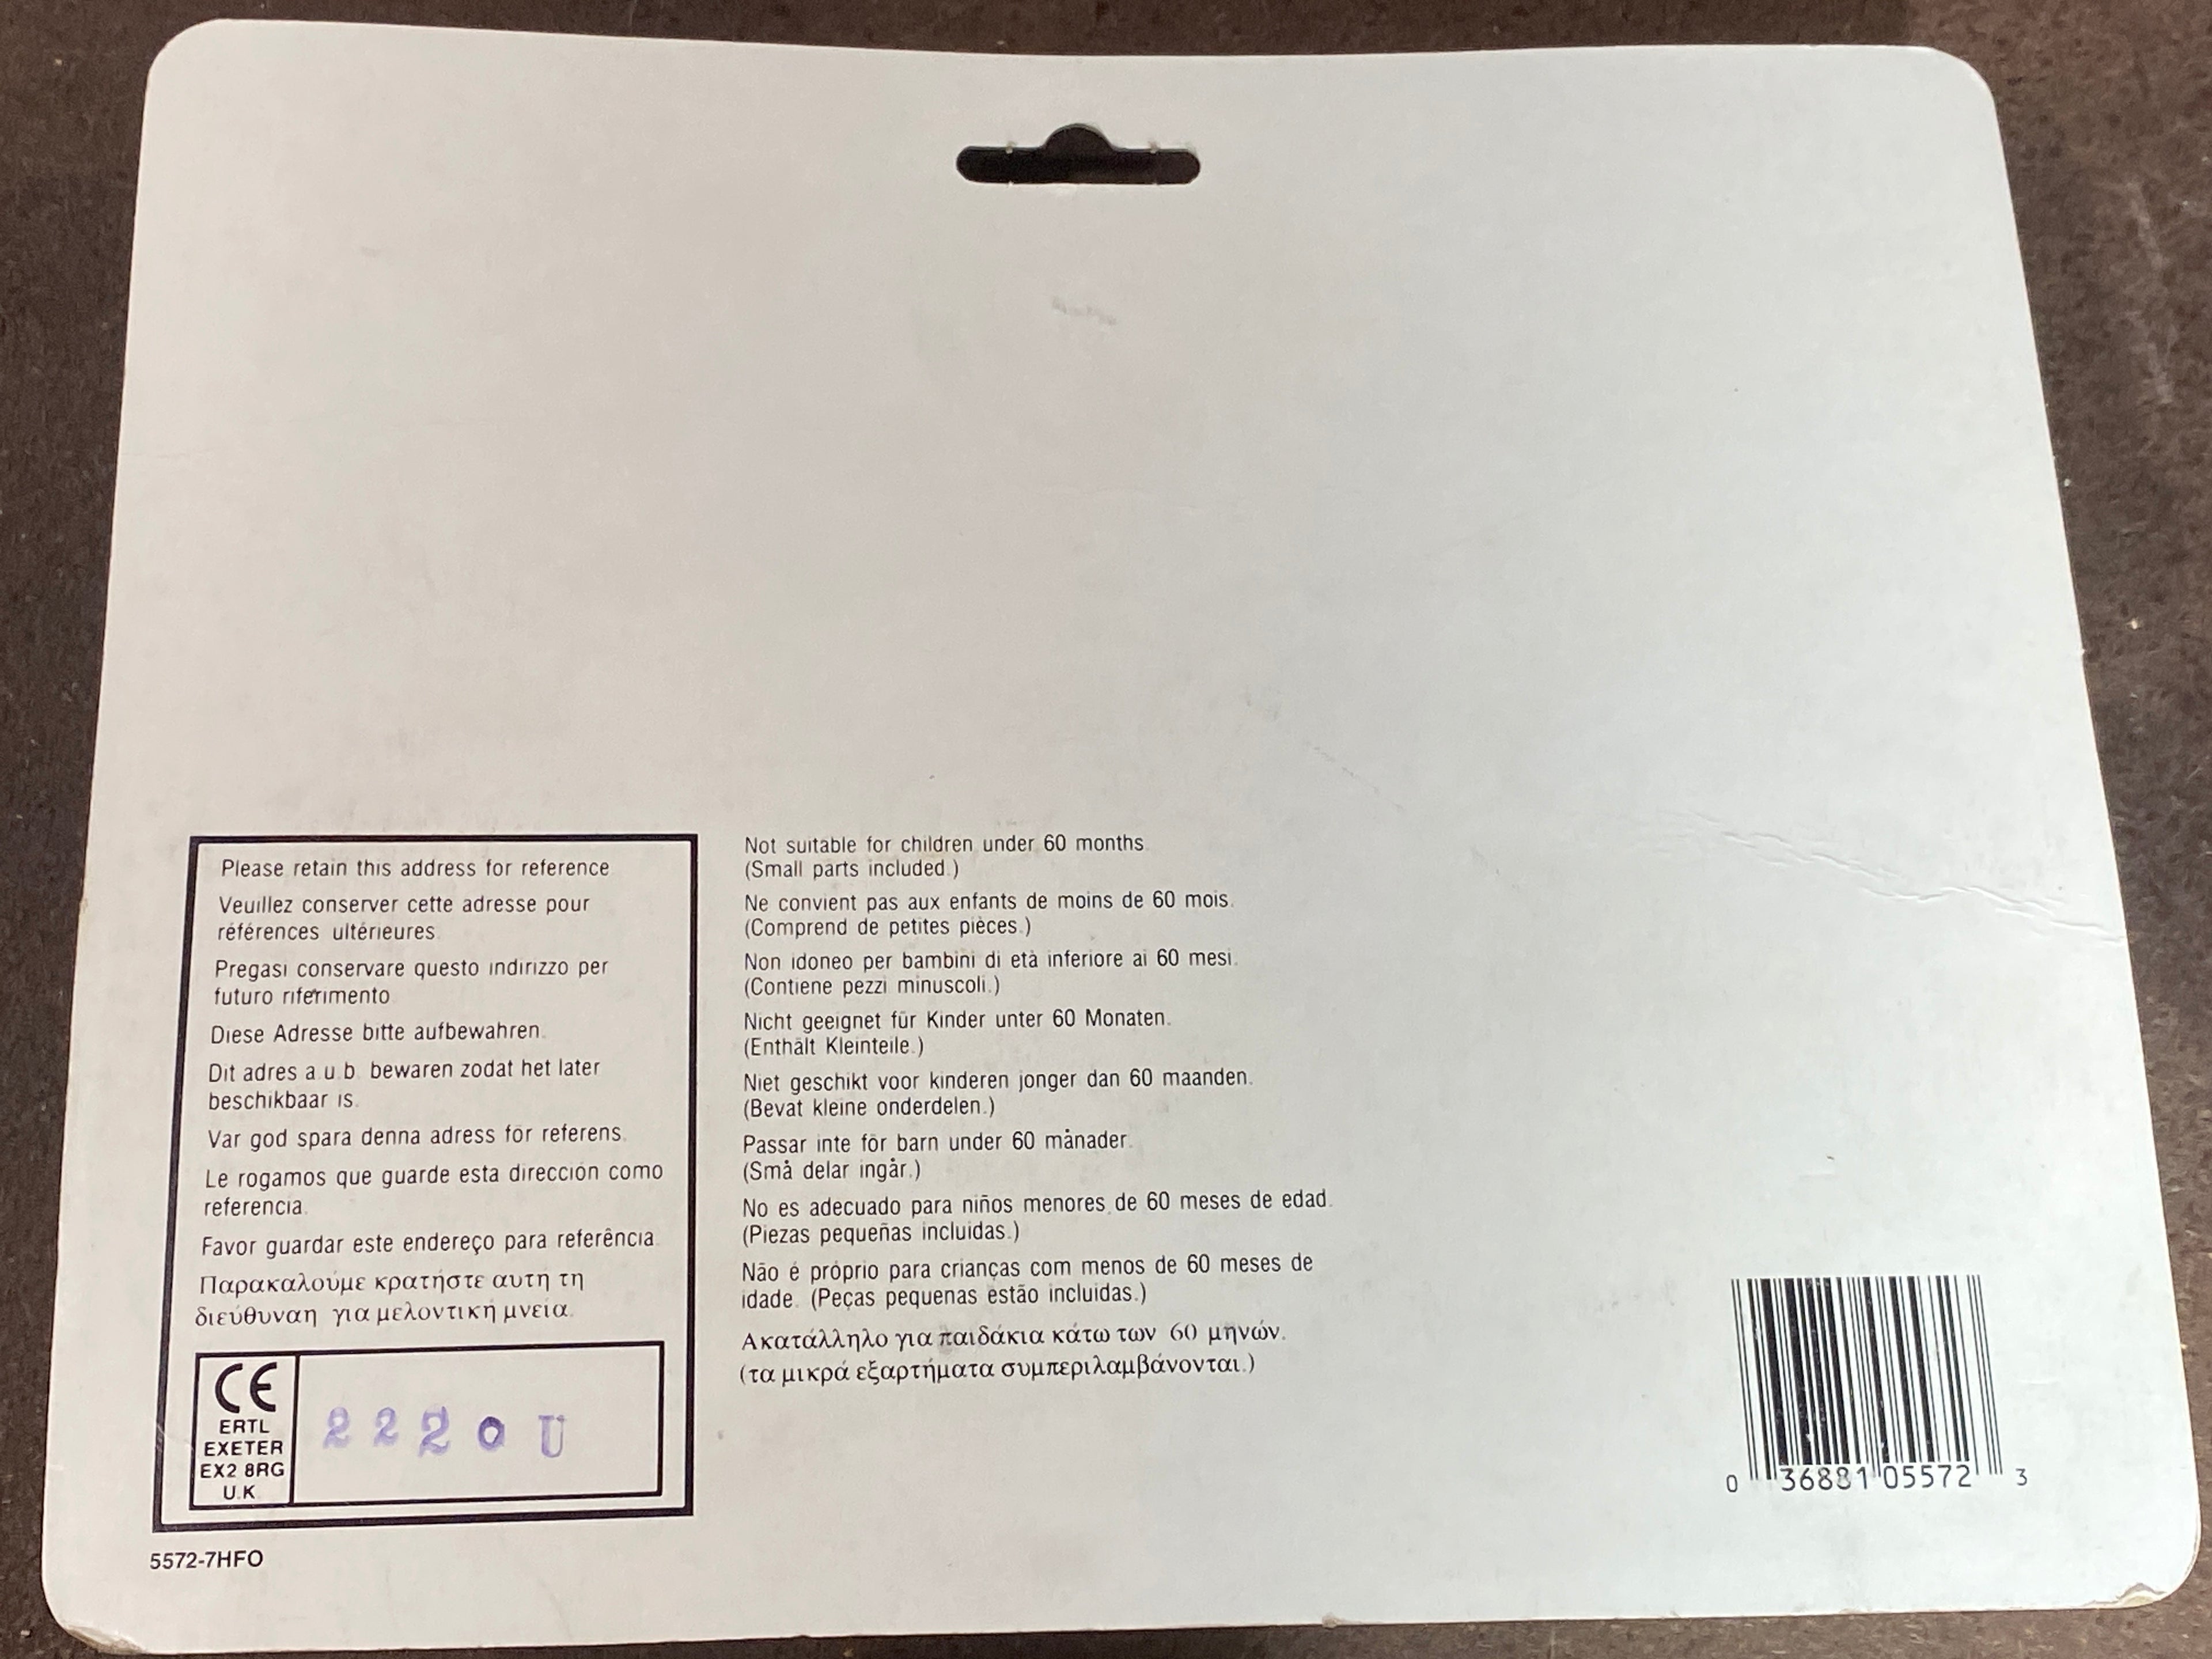 Please retain this address for reference
Veuillez conserver cette adresse pour
références ultérieures
Pregasi conservare questo indirizzo per
futuro riferimento
Diese Adresse bitte aufbewahren.
Dit adres a.u.b. bewaren zodat het later
beschikbaar is.
Var god spara denna adress för referens.
Le rogamos que guarde esta dirección como
referencia.
Favor guardar este endereço para referência
Παρακαλούμε κρατήστε αυτη τη
διεύθυναη για μελοντική μνεία.
CE
ERTL
EXETER
EX2 8RG
U.K.
2 2 2 0 U
5572-7HFO
Not suitable for children under 60 months
(Small parts included.)
Ne convient pas aux enfants de moins de 60 mois.
(Comprend de petites pièces.)
Non idoneo per bambini di età inferiore ai 60 mesi.
(Contiene pezzi minuscoli.)
Nicht geeignet für Kinder unter 60 Monaten.
(Enthält Kleinteile.)
Niet geschikt voor kinderen jonger dan 60 maanden.
(Bevat kleine onderdelen.)
Passar inte för barn under 60 månader.
(Små delar ingår.)
No es adecuado para niños menores de 60 meses de edad.
(Piezas pequeñas incluidas.)
Não é próprio para crianças com menos de 60 meses de
idade. (Peças pequenas estão incluidas.)
Ακατάλληλο για παιδάκια κάτω των 60 μηνών.
(τα μικρά εξαρτήματα συμπεριλαμβάνονται.)
0 36881 05572 3